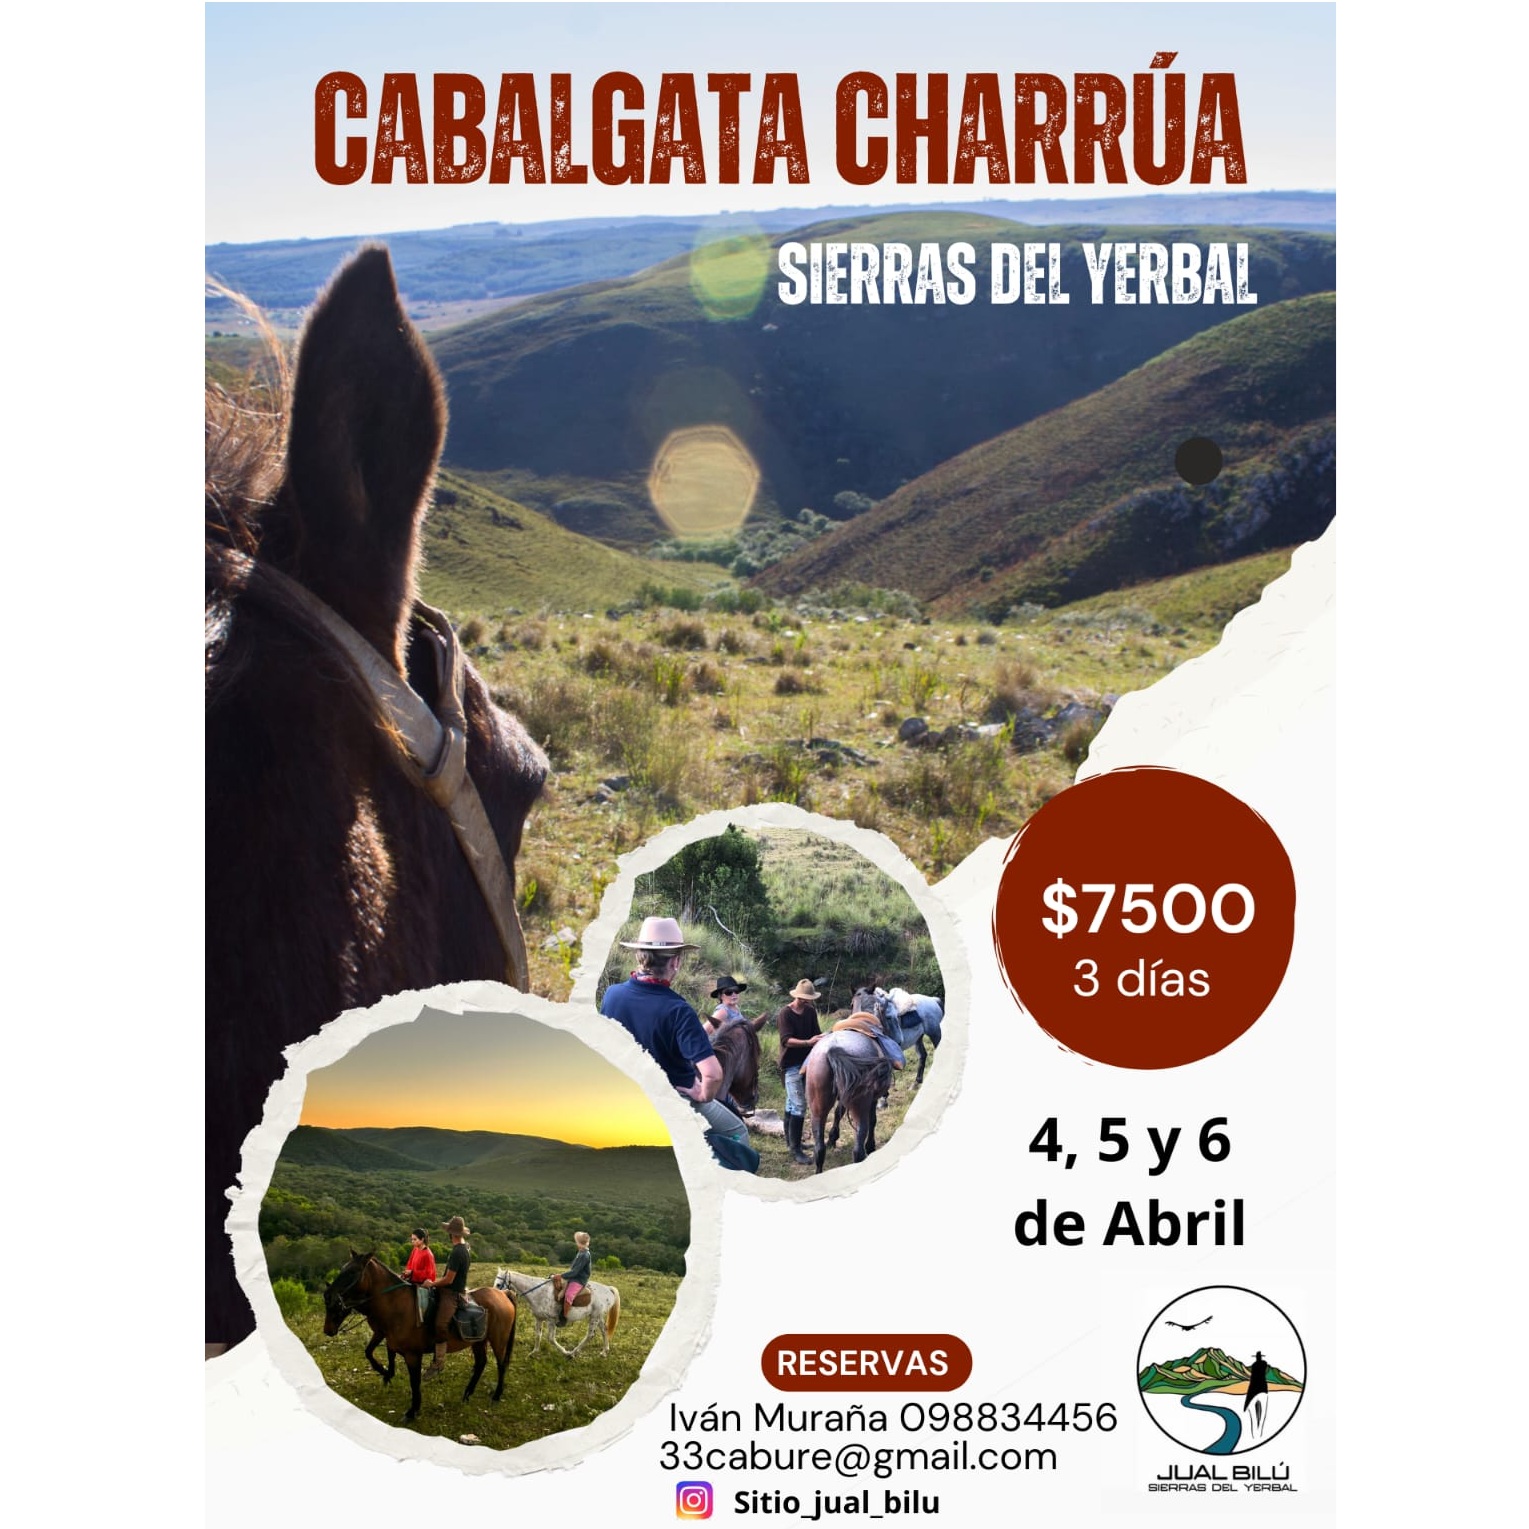 CABALGATA CHARRÚA
SIERRAS DEL YERBAL
$7500
3 días
4, 5 y 6
de Abril
RESERVAS
Iván Muraña 098834456
33cabure@gmail.com
Sitio_jual_bilu
JUAL BILÚ
SIERRAS DEL YERBAL